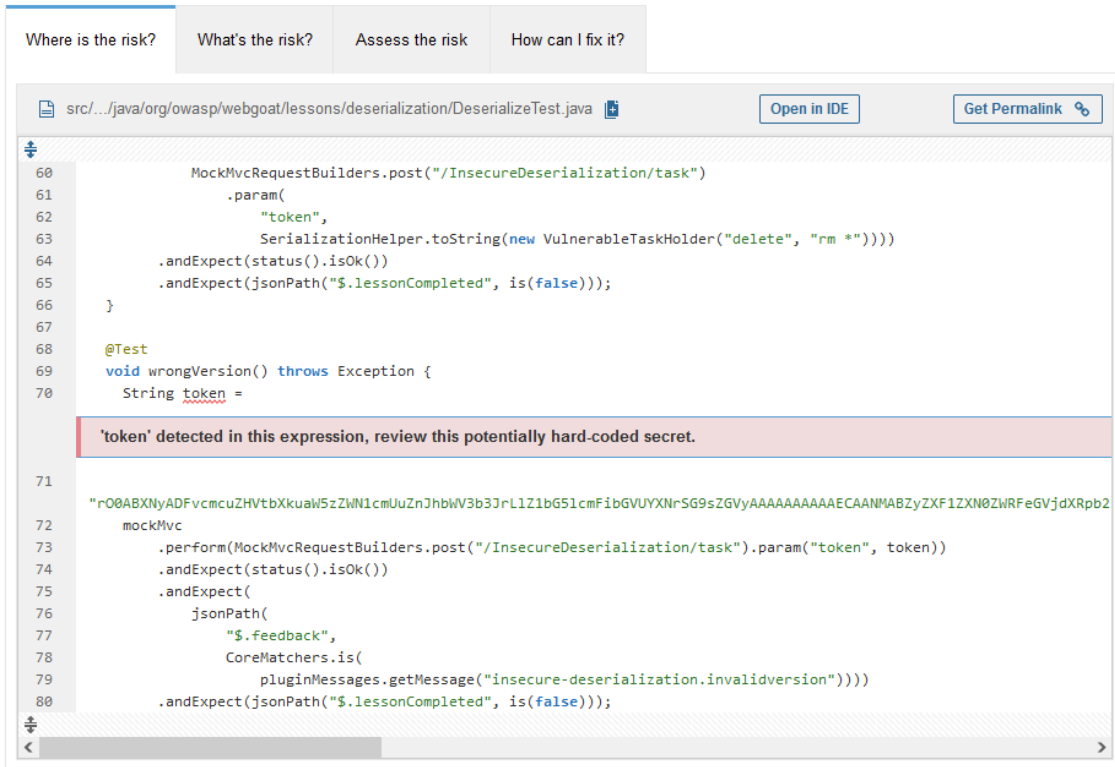 Where is the risk? What's the risk? Assess the risk How can I fix it?
src/.../java/org/owasp/webgoat/lessons/deserialization/DeserializeTest.java Open in IDE Get Permalink
60 MockMvcRequestBuilders.post("/InsecureDeserialization/task")
61 .param(
62 "token",
63 SerializationHelper.toString(new VulnerableTaskHolder("delete", "rm *"))))
64 .andExpect(status().isOk())
65 .andExpect(jsonPath("$.lessonCompleted", is(false)));
66 }
67
68 @Test
69 void wrongVersion() throws Exception {
70 String token =
'token' detected in this expression, review this potentially hard-coded secret.
71
"rO0ABXNyADFvcmcuZHVtbXkuaW5zZWN1cmUuZnJhbWV3b3JrLlZ1bG5lcmFibGVUYXNrSG9sZGVyAAAAAAAAAAECAANMABZyZXF1ZXN0ZWRFeGVjdXRpb2
72 mockMvc
73 .perform(MockMvcRequestBuilders.post("/InsecureDeserialization/task").param("token", token))
74 .andExpect(status().isOk())
75 .andExpect(
76 jsonPath(
77 "$.feedback",
78 CoreMatchers.is(
79 pluginMessages.getMessage("insecure-deserialization.invalidversion"))))
80 .andExpect(jsonPath("$.lessonCompleted", is(false)));